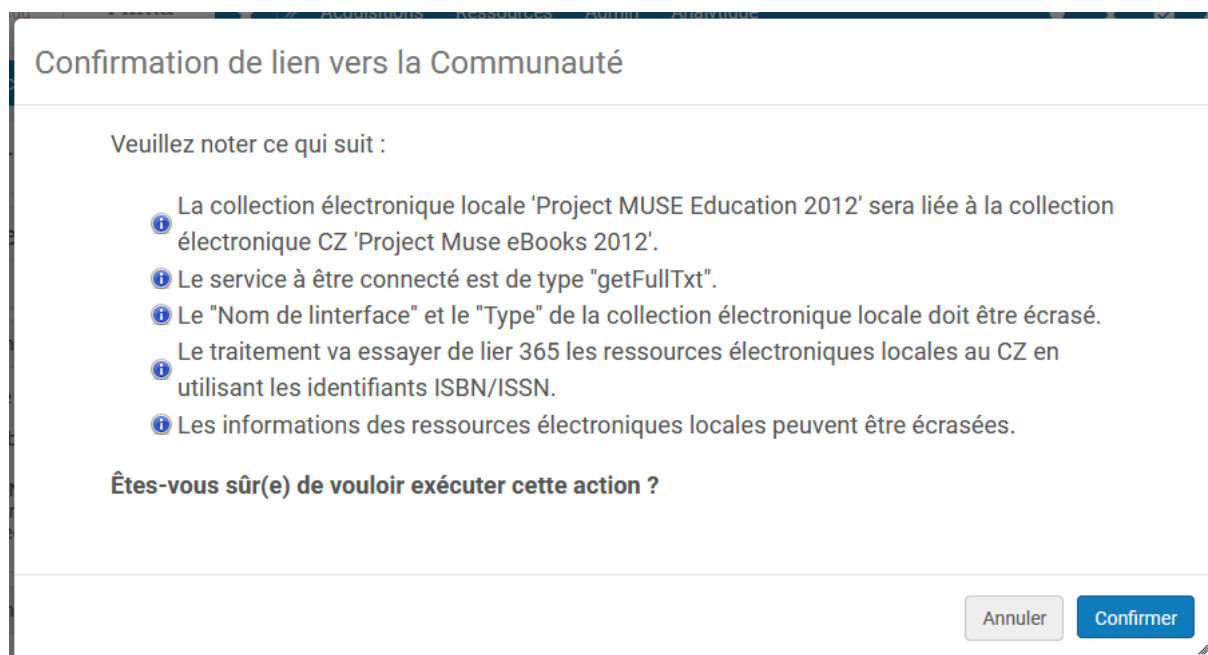 Acquisitions Ressources Admin Analytique
Confirmation de lien vers la Communauté
Veuillez noter ce qui suit :
La collection électronique locale 'Project MUSE Education 2012' sera liée à la collection
électronique CZ 'Project Muse eBooks 2012'.
Le service à être connecté est de type "getFullTxt".
Le "Nom de linterface" et le "Type" de la collection électronique locale doit être écrasé.
Le traitement va essayer de lier 365 les ressources électroniques locales au CZ en
utilisant les identifiants ISBN/ISSN.
Les informations des ressources électroniques locales peuvent être écrasées.
Êtes-vous sûr(e) de vouloir exécuter cette action ?
Annuler Confirmer